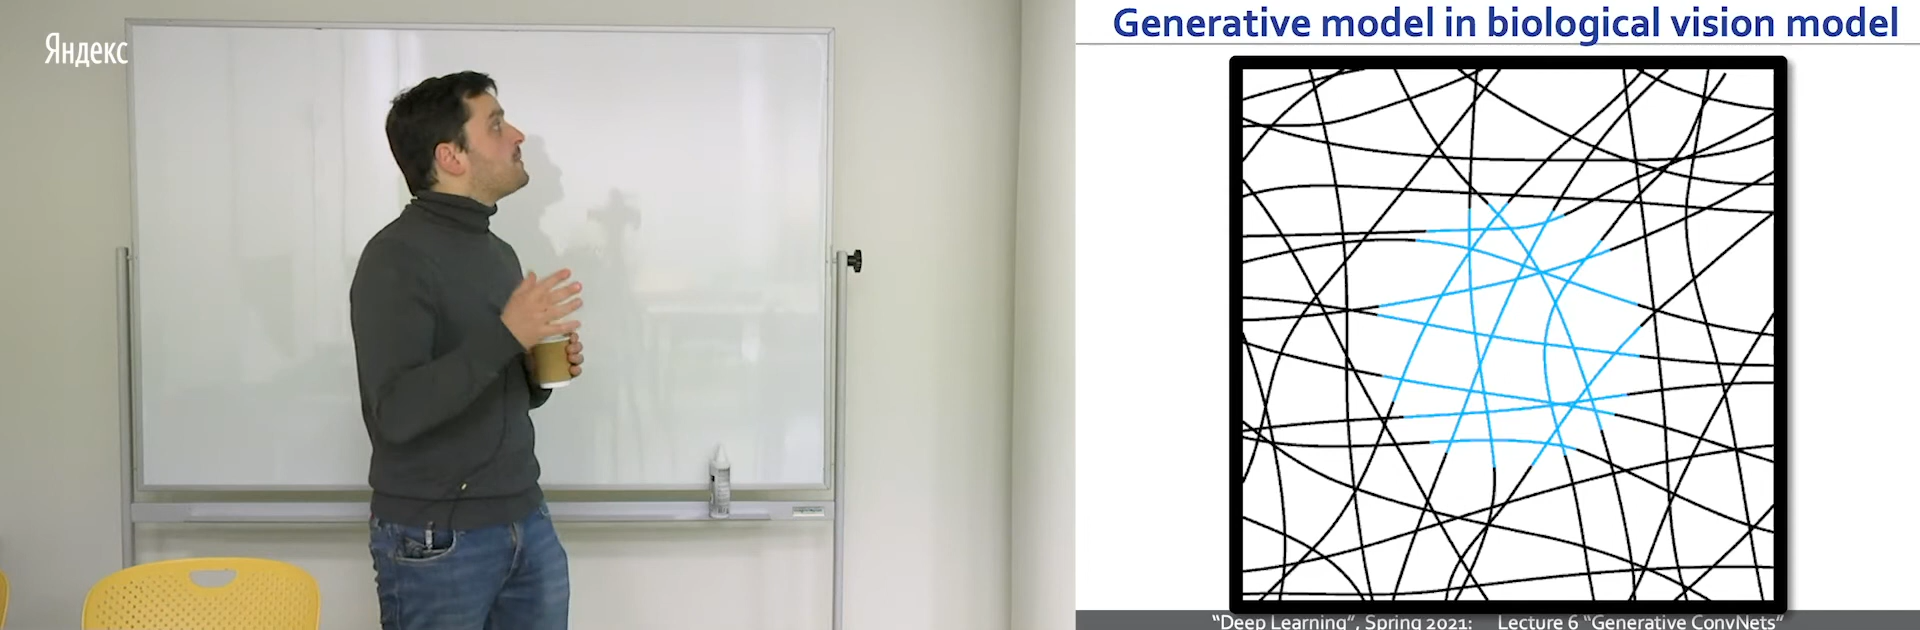 Яндекс
Generative model in biological vision model
“Deep Learning”, Spring 2021: Lecture 6 “Generative ConvNets”